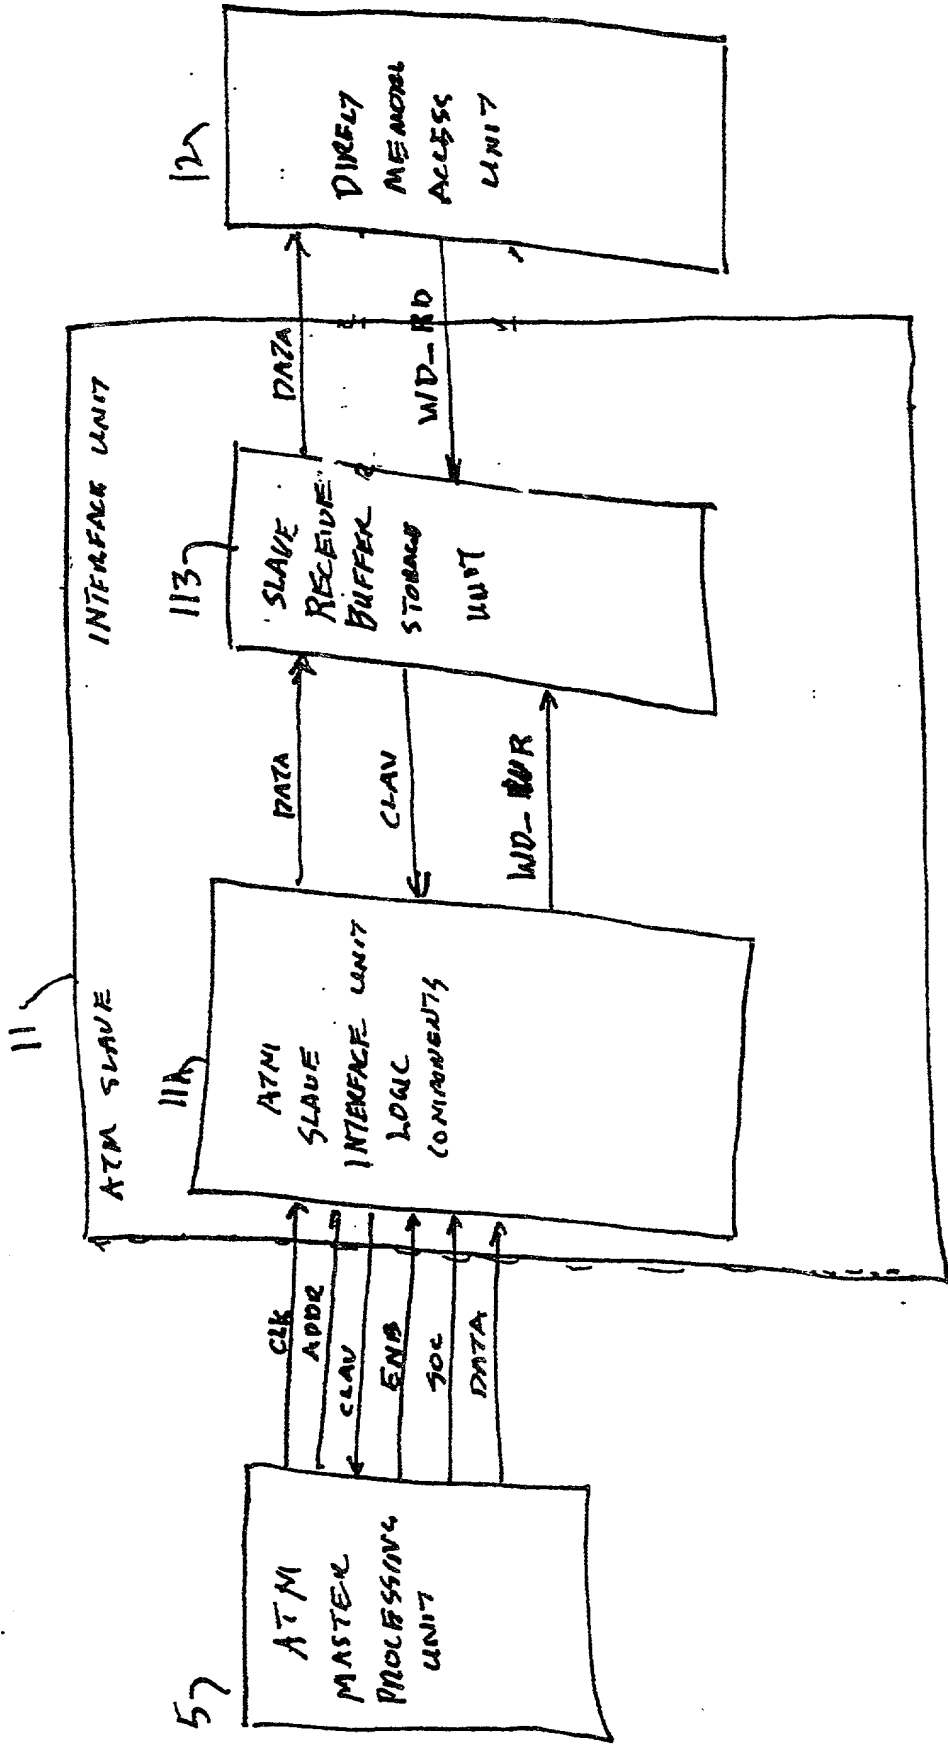 11
ATM SLAVE INTERFACE UNIT
5
ATM
MASTER
PROCESSING
UNIT
CLK
ADDR
CLAV
ENB
SOC
DATA
11A
ATM
SLAVE
INTERFACE UNIT
LOGIC
COMPONENTS
DATA
CLAV
WD_WR
113
SLAVE
RECEIVE
BUFFER
STORAGE
UNIT
DATA
WD_RD
12
DIRECT
MEMORY
ACCESS
UNIT